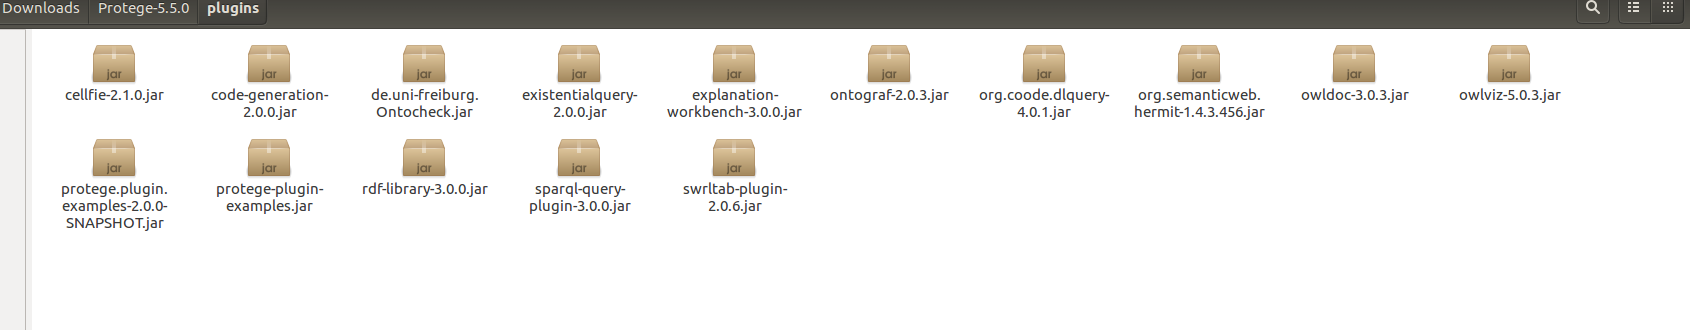 Downloads Protege-5.5.0 plugins
jar jar jar jar jar jar jar jar jar jar
cellfie-2.1.0.jar
code-generation-
2.0.0.jar
de.uni-freiburg.
Ontocheck.jar
existentialquery-
2.0.0.jar
explanation-
workbench-3.0.0.jar
ontograf-2.0.3.jar
org.coode.dlquery-
4.0.1.jar
org.semanticweb.
hermit-1.4.3.456.jar
owldoc-3.0.3.jar
owlviz-5.0.3.jar
jar jar jar jar jar
protege.plugin.
examples-2.0.0-
SNAPSHOT.jar
protege-plugin-
examples.jar
rdf-library-3.0.0.jar
sparql-query-
plugin-3.0.0.jar
swrltab-plugin-
2.0.6.jar